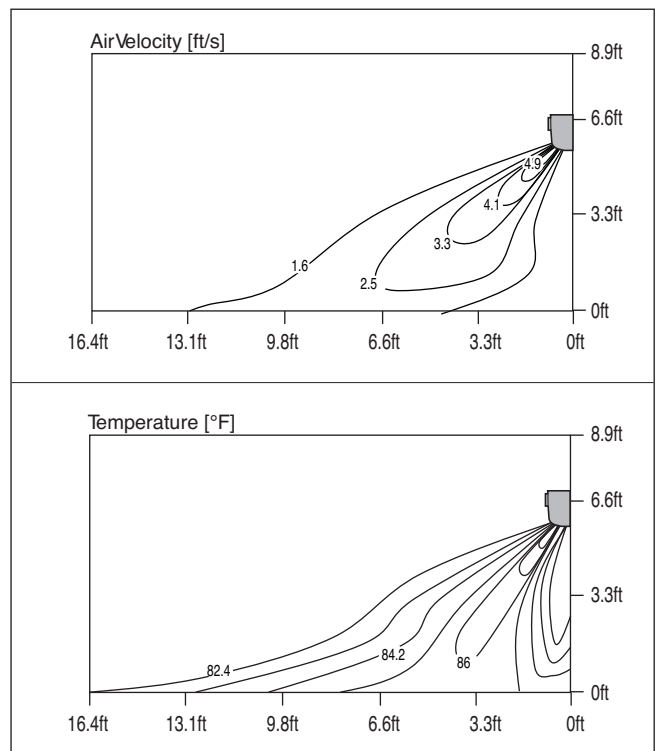 AirVelocity [ft/s]
8.9ft
6.6ft
4.9
4.1
3.3ft
3.3
1.6
2.5
0ft
16.4ft 13.1ft 9.8ft 6.6ft 3.3ft 0ft
Temperature [°F]
8.9ft
6.6ft
3.3ft
84.2
86
82.4
0ft
16.4ft 13.1ft 9.8ft 6.6ft 3.3ft 0ft